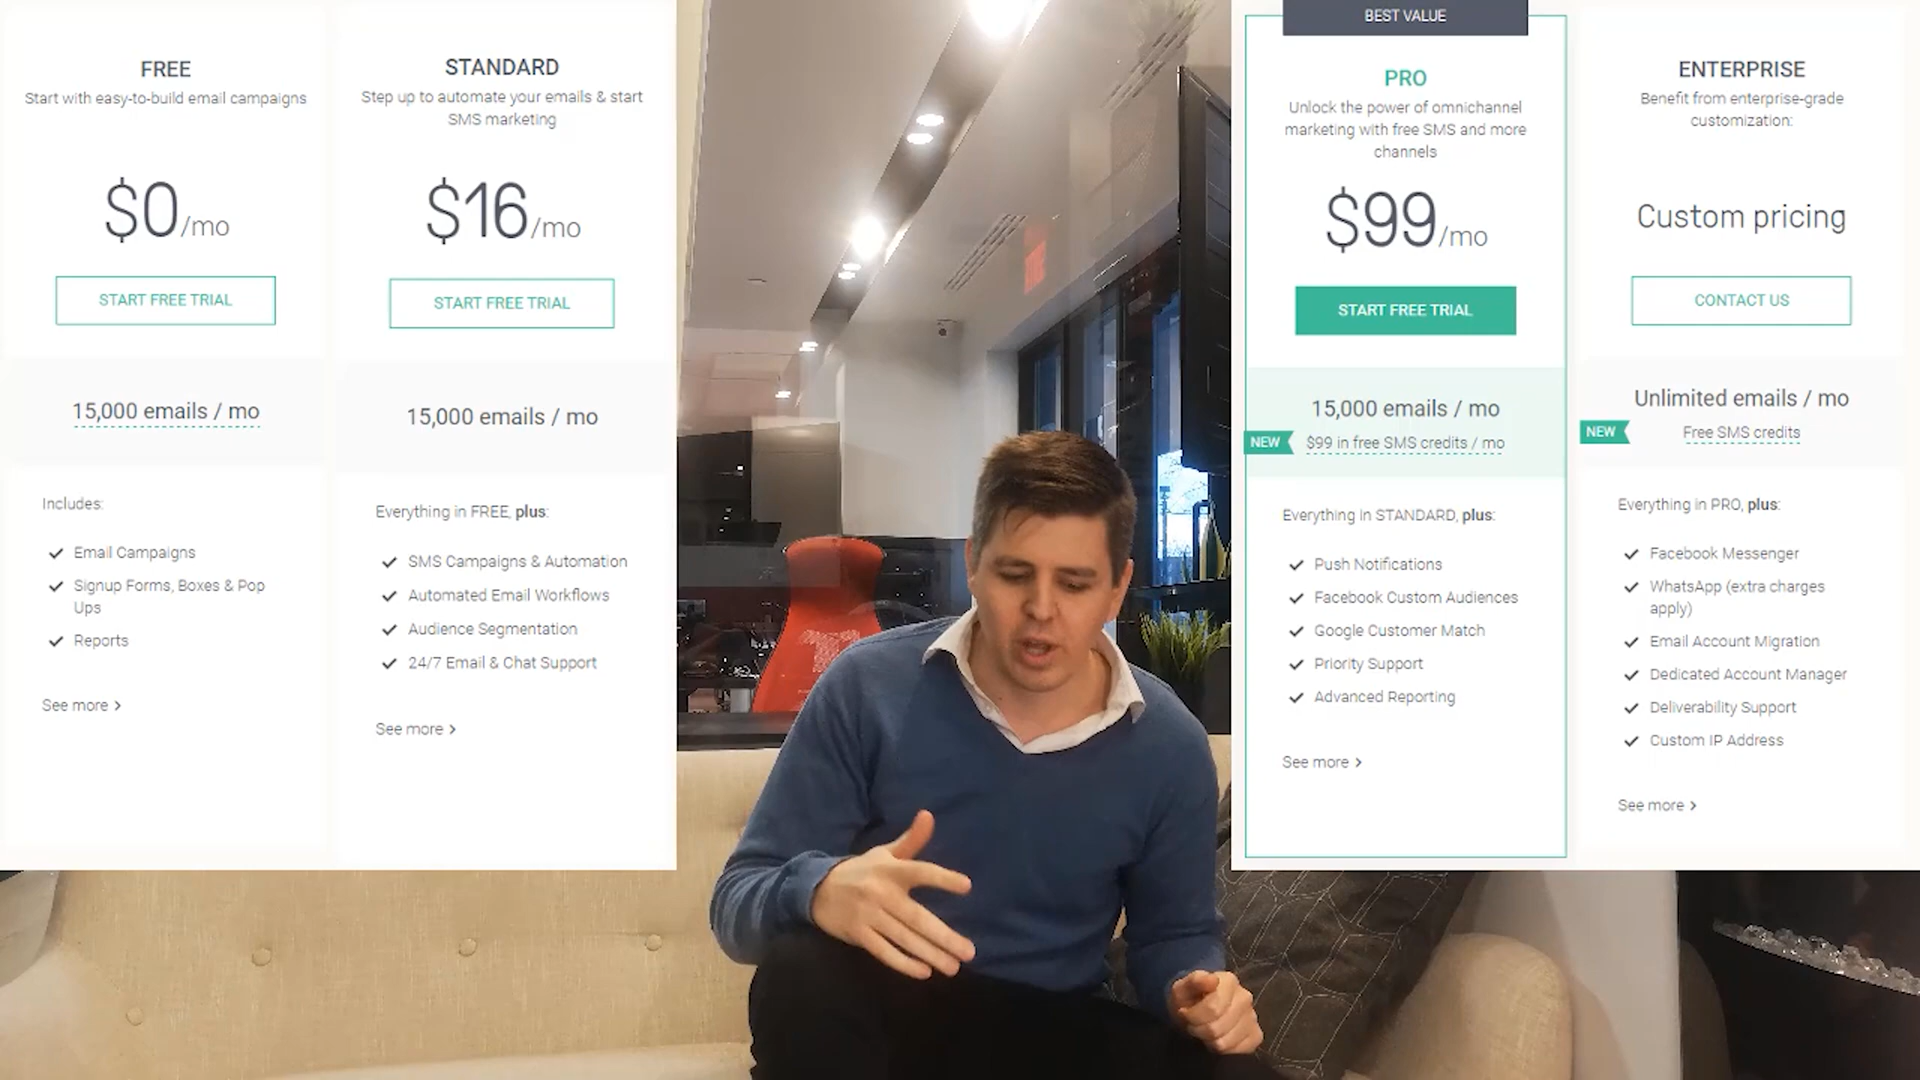 FREE
Start with easy-to-build email campaigns
$0/mo
START FREE TRIAL
15,000 emails / mo
Includes:
Email Campaigns
Signup Forms, Boxes & Pop
Ups
Reports
See more >
STANDARD
Step up to automate your emails & start
SMS marketing
$16/mo
START FREE TRIAL
15,000 emails / mo
Everything in FREE, plus:
SMS Campaigns & Automation
Automated Email Workflows
Audience Segmentation
24/7 Email & Chat Support
See more >
BEST VALUE
PRO
Unlock the power of omnichannel
marketing with free SMS and more
channels
$99/mo
START FREE TRIAL
15,000 emails / mo
NEW $99 in free SMS credits / mo
Everything in STANDARD, plus:
Push Notifications
Facebook Custom Audiences
Google Customer Match
Priority Support
Advanced Reporting
See more >
ENTERPRISE
Benefit from enterprise-grade
customization:
Custom pricing
CONTACT US
Unlimited emails / mo
NEW Free SMS credits
Everything in PRO, plus:
Facebook Messenger
WhatsApp (extra charges
apply)
Email Account Migration
Dedicated Account Manager
Deliverability Support
Custom IP Address
See more >